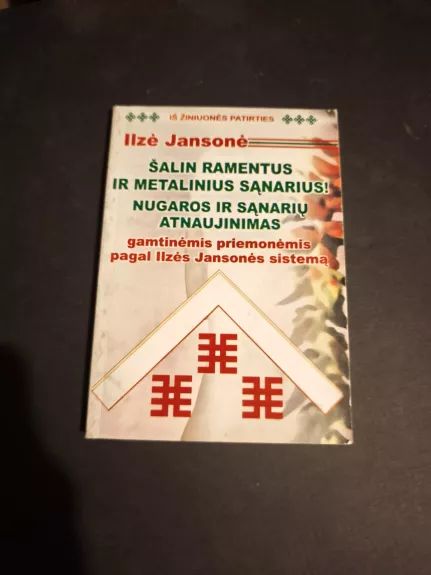 IŠ ŽINIUONĖS PATIRTIES
Ilzė Jansonė
ŠALIN RAMENTUS
IR METALINIUS SĄNARIUS!
NUGAROS IR SĄNARIŲ
ATNAUJINIMAS
gamtinėmis priemonėmis
pagal Ilzės Jansonės sistemą